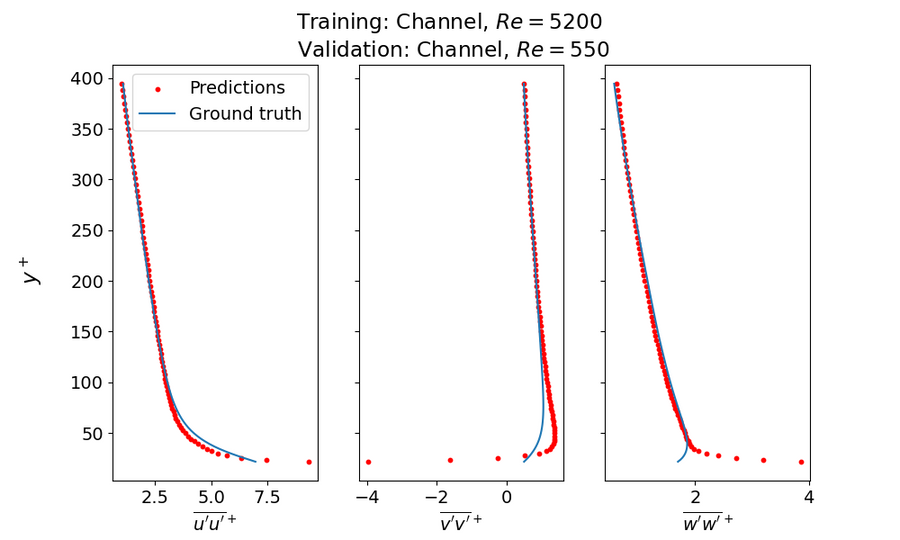 Training: Channel, Re = 5200
Validation: Channel, Re = 550
Predictions
Ground truth
400
350
300
250
200
150
100
50
y⁺
2.5 5.0 7.5
−4 −2 0
2 4
u′u′⁺
v′v′⁺
w′w′⁺